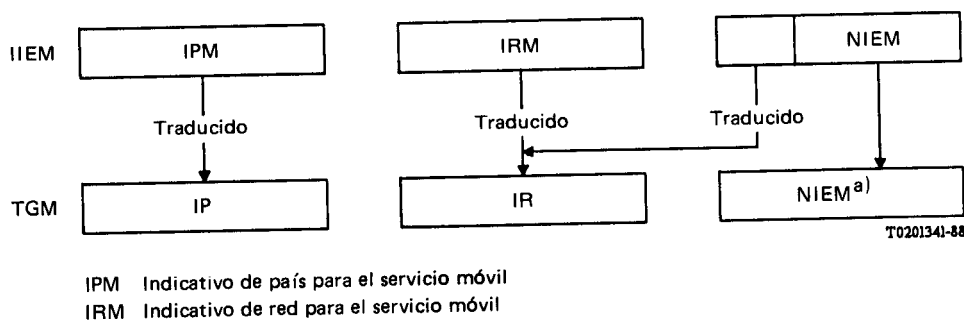 IIEM IPM IRM NIEM
Traducido Traducido Traducido
TGM IP IR NIEMa)
T0201341-88
IPM Indicativo de país para el servicio móvil
IRM Indicativo de red para el servicio móvil